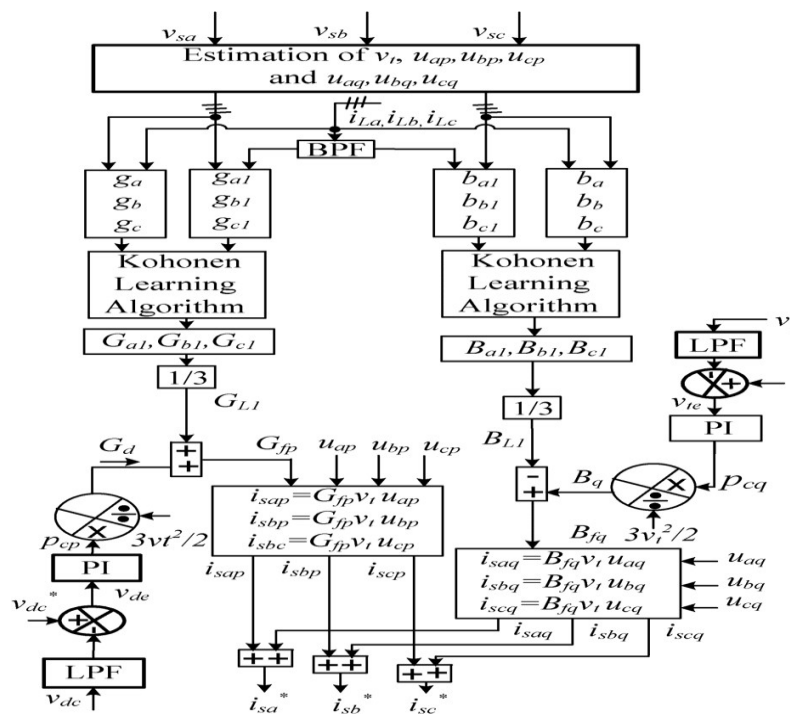 v_sa v_sb v_sc
Estimation of v_t, u_ap, u_bp, u_cp
and u_aq, u_bq, u_cq
i_La, i_Lb, i_Lc
BPF
g_a g_a1 b_a1 b_a
g_b g_b1 b_b1 b_b
g_c g_c1 b_c1 b_c
Kohonen Kohonen
Learning Learning
Algorithm Algorithm
v
LPF
G_a1, G_b1, G_c1 B_a1, B_b1, B_c1
- +
1/3 v_te
G_L1 1/3 PI
G_d G_fp u_ap u_bp u_cp B_L1 B_q p_cq
+ + - + × ÷
i_sap=G_fp v_t u_ap
i_sbp=G_fp v_t u_bp
i_sbc=G_fp v_t u_cp
÷ × 3vt²/2 3v_t²/2
p_cp B_fq
PI i_sap i_sbp i_scp
i_saq=B_fq v_t u_aq u_aq
i_sbq=B_fq v_t u_bq u_bq
i_scq=B_fq v_t u_cq u_cq
v_de
v_dc* + -
i_saq i_sbq i_scq
+ + + + + +
LPF
v_dc i_sa* i_sb* i_sc*